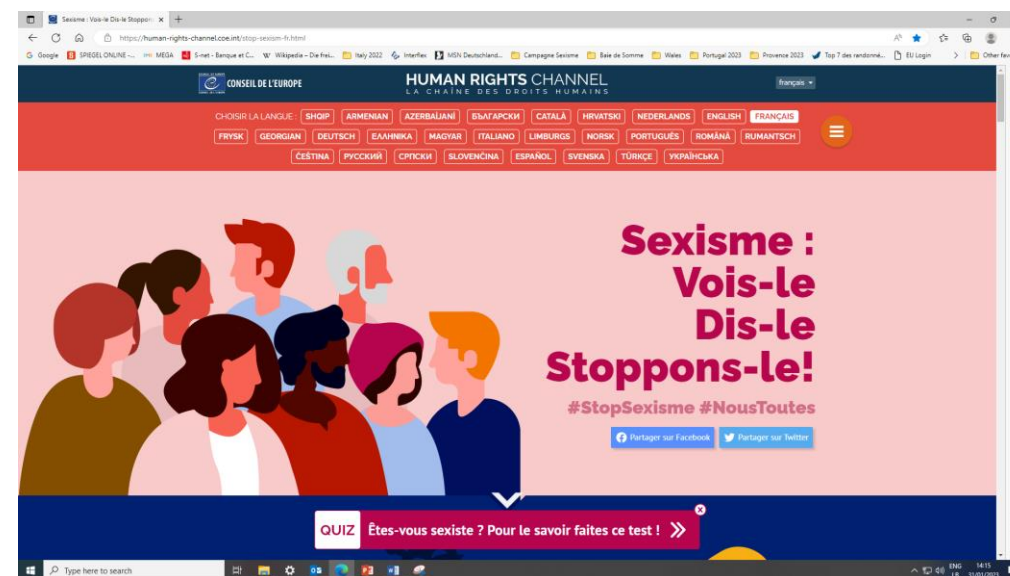 Sexisme : Vois-le Dis-le Stoppon
https://human-rights-channel.coe.int/stop-sexism-fr.html
Google SPIEGEL ONLINE -... MEGA S-net - Banque et C... Wikipedia – Die frei... Italy 2022 Interflex MSN Deutschland... Campagne Sexisme Baie de Somme Wales Portugal 2023 Provence 2023 Top 7 des randonné... EU Login Other fav
CONSEIL DE L'EUROPE
HUMAN RIGHTS CHANNEL
LA CHAÎNE DES DROITS HUMAINS
français
CHOISIR LA LANGUE : SHQIP ARMENIAN AZERBAIJANI БЪЛГАРСКИ CATALÀ HRVATSKI NEDERLANDS ENGLISH FRANÇAIS
FRYSK GEORGIAN DEUTSCH ΕΛΛΗΝΙΚΑ MAGYAR ITALIANO LIMBURGS NORSK PORTUGUÊS ROMÂNĂ RUMANTSCH
ČEŠTINA РУССКИЙ СРПСКИ SLOVENČINA ESPAÑOL SVENSKA TÜRKÇE УКРАЇНСЬКА
Sexisme :
Vois-le
Dis-le
Stoppons-le!
#StopSexisme #NousToutes
Partager sur Facebook Partager sur Twitter
QUIZ Êtes-vous sexiste ? Pour le savoir faites ce test !
Type here to search
ENG 14:15
31/01/2023